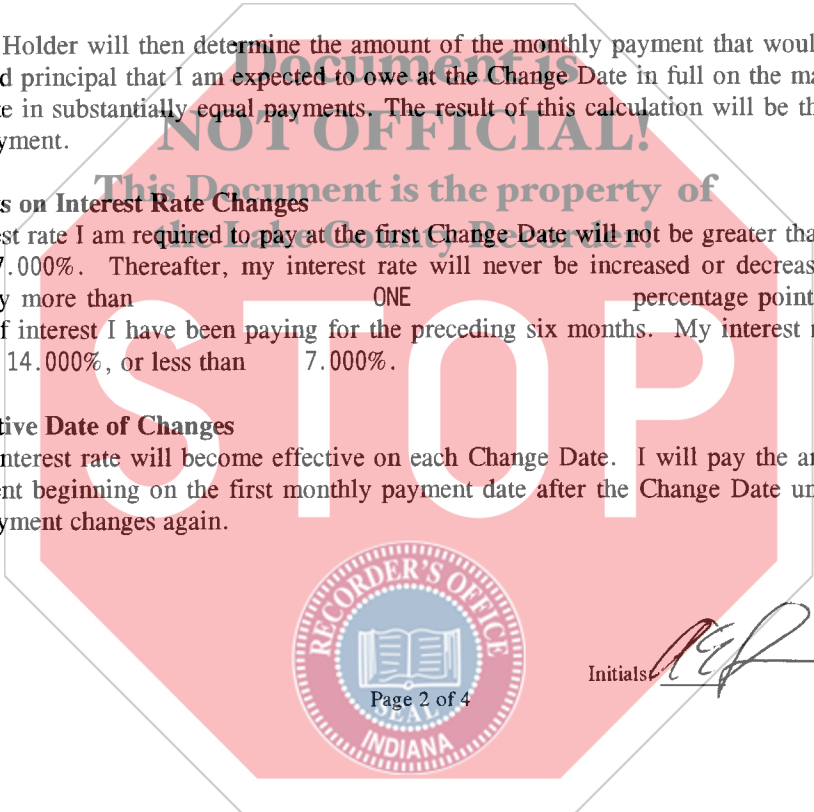 Holder will then determine the amount of the monthly payment that woul
d principal that I am expected to owe at the Change Date in full on the ma
te in substantially equal payments. The result of this calculation will be th
yment.
s on Interest Rate Changes
est rate I am required to pay at the first Change Date will not be greater tha
7.000%. Thereafter, my interest rate will never be increased or decreas
y more than ONE percentage point
f interest I have been paying for the preceding six months. My interest r
14.000%, or less than 7.000%.
tive Date of Changes
nterest rate will become effective on each Change Date. I will pay the a
ent beginning on the first monthly payment date after the Change Date un
yment changes again.
Document is
NOT OFFICIAL!
This Document is the property of
the Lake County Recorder!
STOP
RECORDER'S OFFICE
SEAL
INDIANA
Initials:
Page 2 of 4